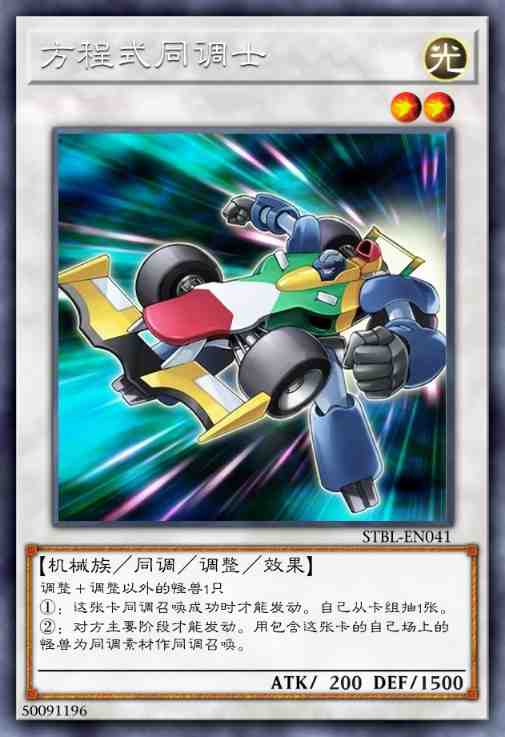 方程式同调士
光
STBL-EN041
【机械族／同调／调整／效果】
调整＋调整以外的怪兽1只
①：这张卡同调召唤成功时才能发动。自己从卡组抽1张。
②：对方主要阶段才能发动。用包含这张卡的自己场上的
怪兽为同调素材作同调召唤。
ATK/ 200 DEF/1500
50091196